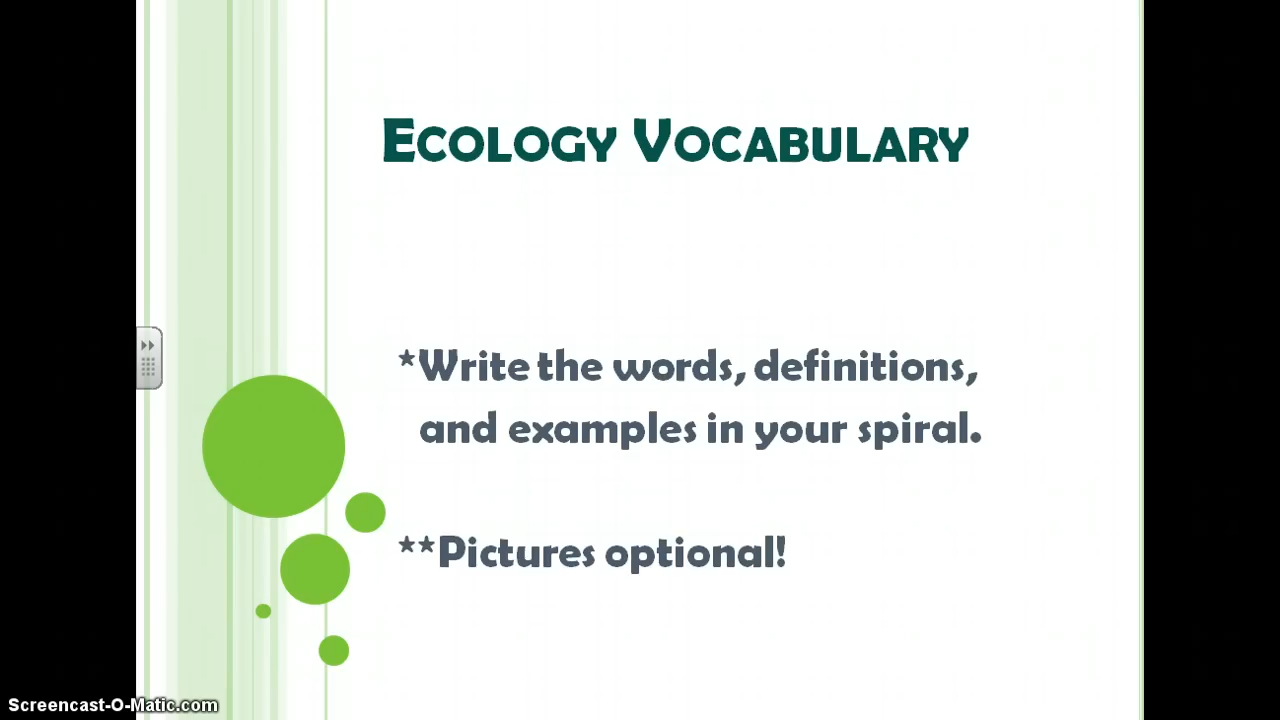 Ecology Vocabulary
*Write the words, definitions,
and examples in your spiral.
**Pictures optional!
Screencast-O-Matic.com